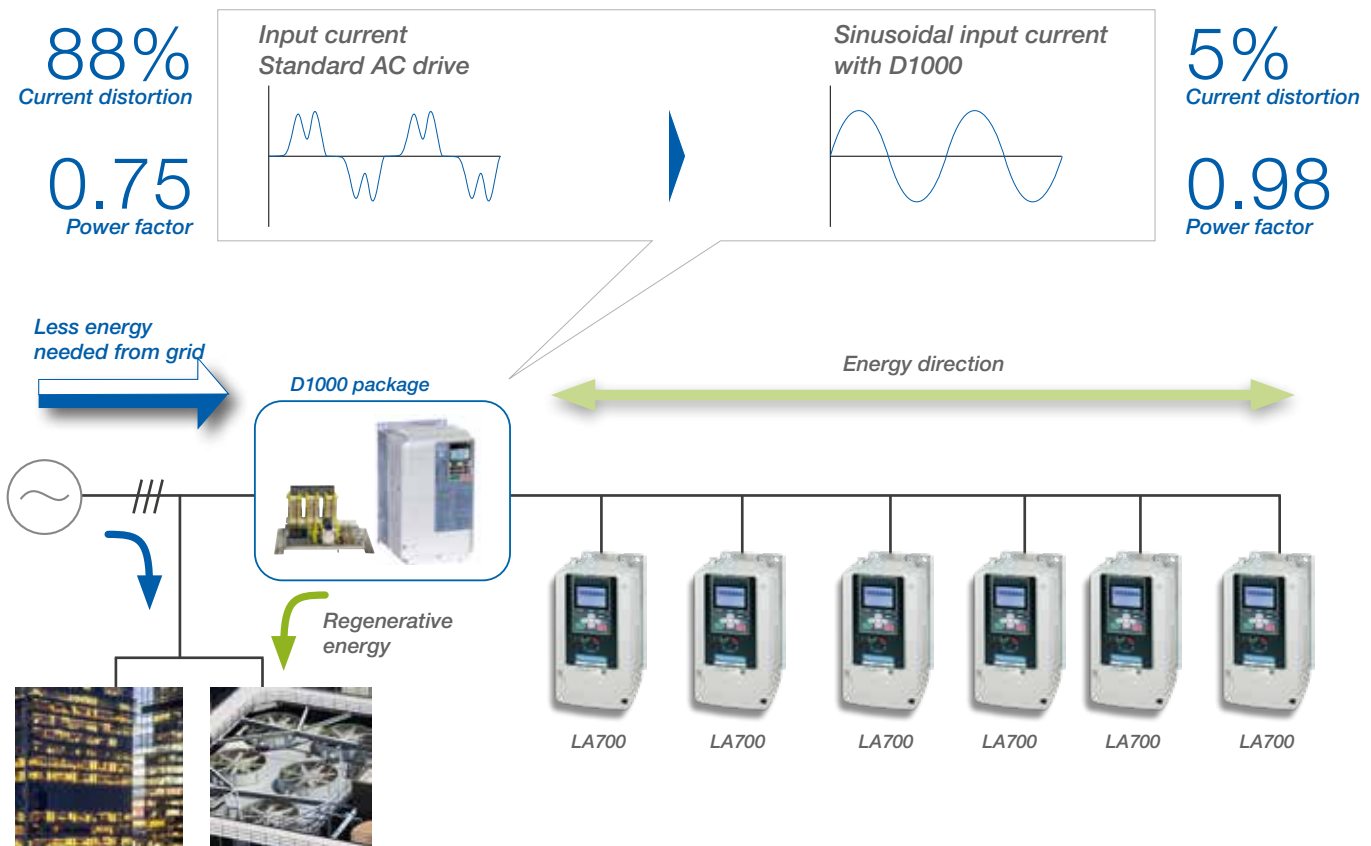 88%
Current distortion
0.75
Power factor
Input current
Standard AC drive
Sinusoidal input current
with D1000
5%
Current distortion
0.98
Power factor
Less energy
needed from grid
D1000 package
Energy direction
Regenerative
energy
LA700
LA700
LA700
LA700
LA700
LA700